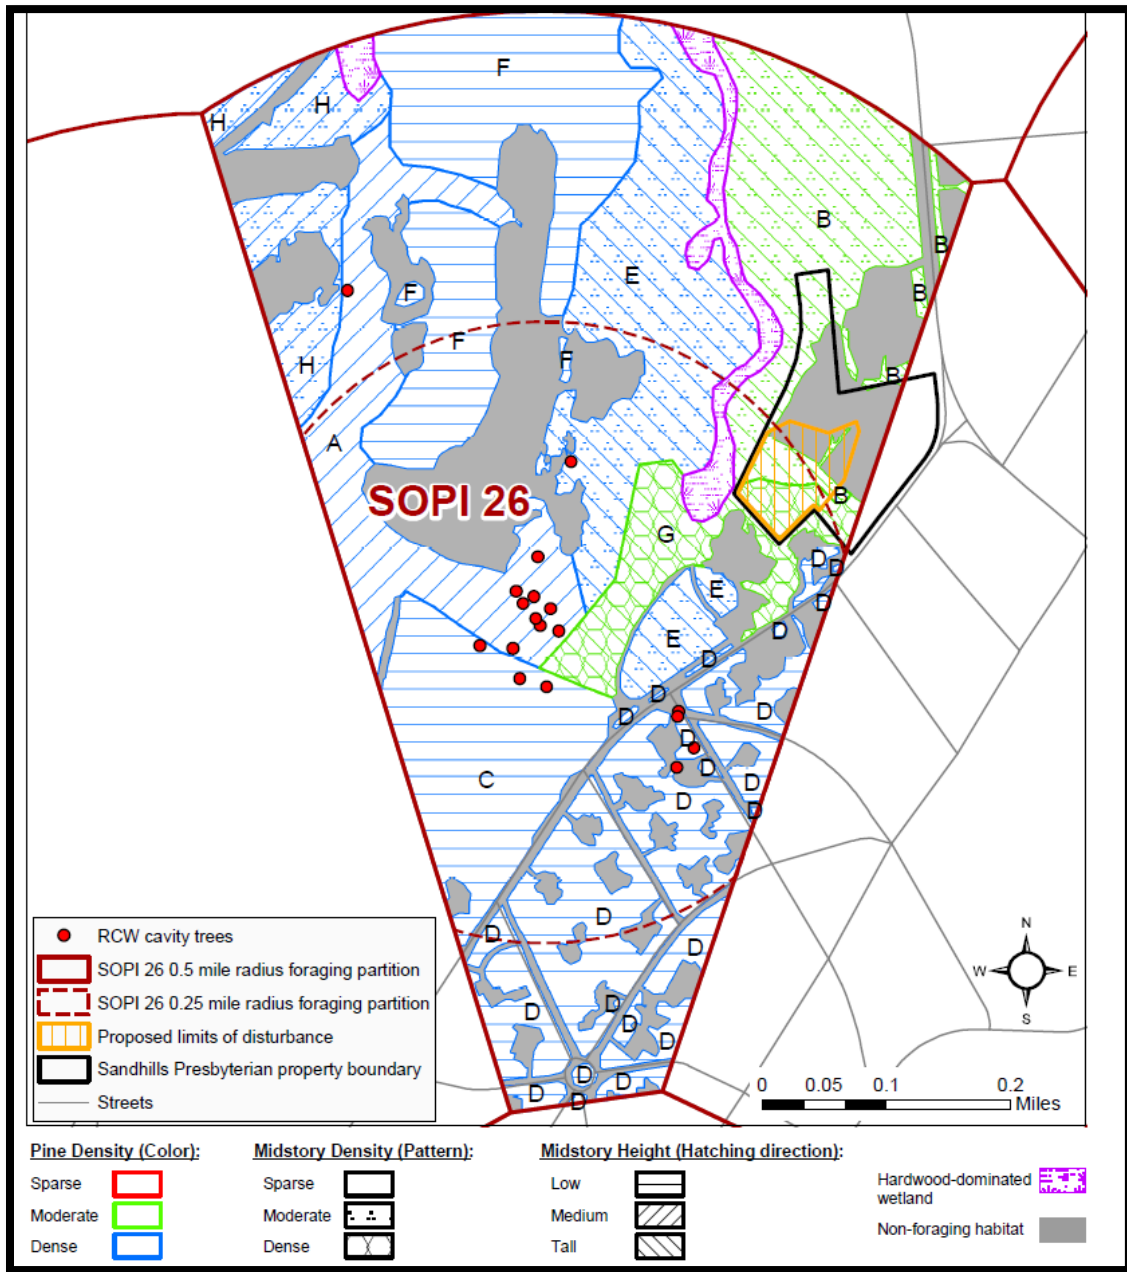 F
H
H
B
E
B
F
B
F
F
H
B
A
SOPI 26
B
G
D
D
E
D
E
D
D
D
D
D
D
D
D
C
D
D
D
D
D
D
D
D
D
D
D
D
D
D
RCW cavity trees
SOPI 26 0.5 mile radius foraging partition
SOPI 26 0.25 mile radius foraging partition
Proposed limits of disturbance
Sandhills Presbyterian property boundary
Streets
N
W E
S
0 0.05 0.1 0.2
Miles
Pine Density (Color): Midstory Density (Pattern): Midstory Height (Hatching direction):
Sparse Sparse Low
Moderate Moderate Medium
Dense Dense Tall
Hardwood-dominated
wetland
Non-foraging habitat